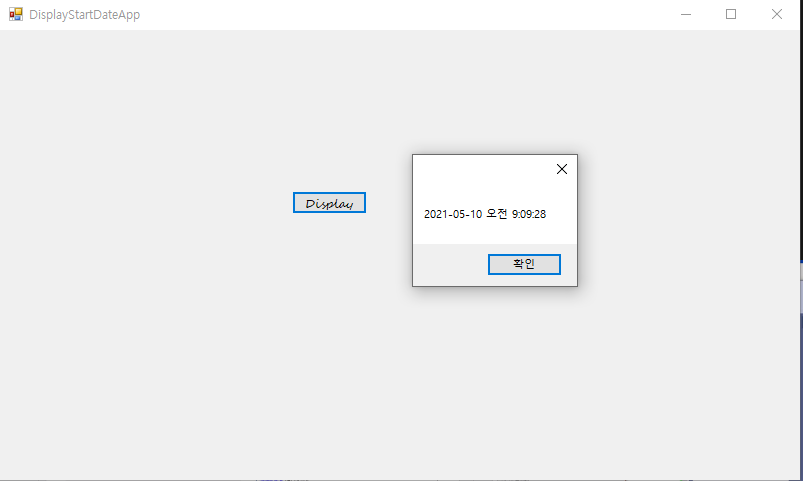 DisplayStartDateApp
Display
2021-05-10 오전 9:09:28
확인